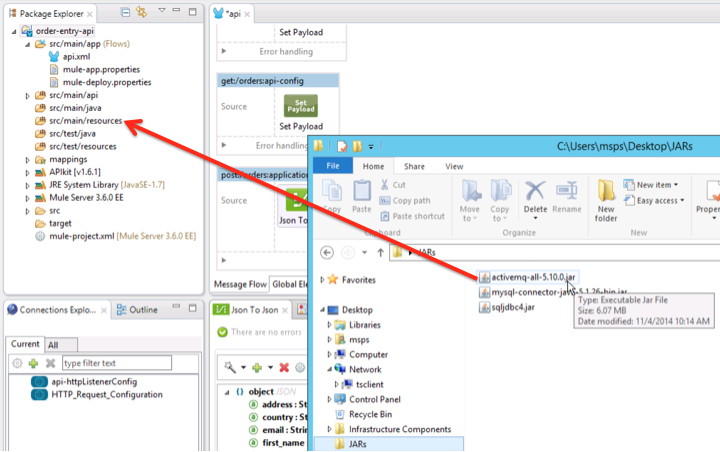 Package Explorer
order-entry-api
src/main/app (Flows)
api.xml
mule-app.properties
mule-deploy.properties
src/main/api
src/main/java
src/main/resources
src/test/java
src/test/resources
mappings
APIkit [v1.6.1]
JRE System Library [JavaSE-1.7]
Mule Server 3.6.0 EE
src
target
mule-project.xml [Mule Server 3.6.0 EE]
Connections Explo...
Outline
Current
All
type filter text
api-httpListenerConfig
HTTP_Request_Configuration
*api
Set Payload
Error handling
get:/orders:api-config
Source
Set
Payload
Set Payload
Error handling
post:/orders:application
Source
Json To
Message Flow
Global Ele
Json To Json
There are no errors
object JSON
address : St
country : St
email : Strin
first_name
C:\Users\msps\Desktop\JARs
File
Home
Share
View
Copy
Paste
Cut
Copy path
Paste shortcut
Clipboard
Move
to
Copy
to
Delete
Rename
Organize
New
folder
New item
Easy access
New
Properti
JARs
Favorites
Desktop
Libraries
msps
Computer
Network
tsclient
Control Panel
Recycle Bin
Infrastructure Components
JARs
activemq-all-5.10.0.jar
mysql-connector-java-5.1.26-bin.jar
sqljdbc4.jar
Type: Executable Jar File
Size: 6.07 MB
Date modified: 11/4/2014 10:14 AM